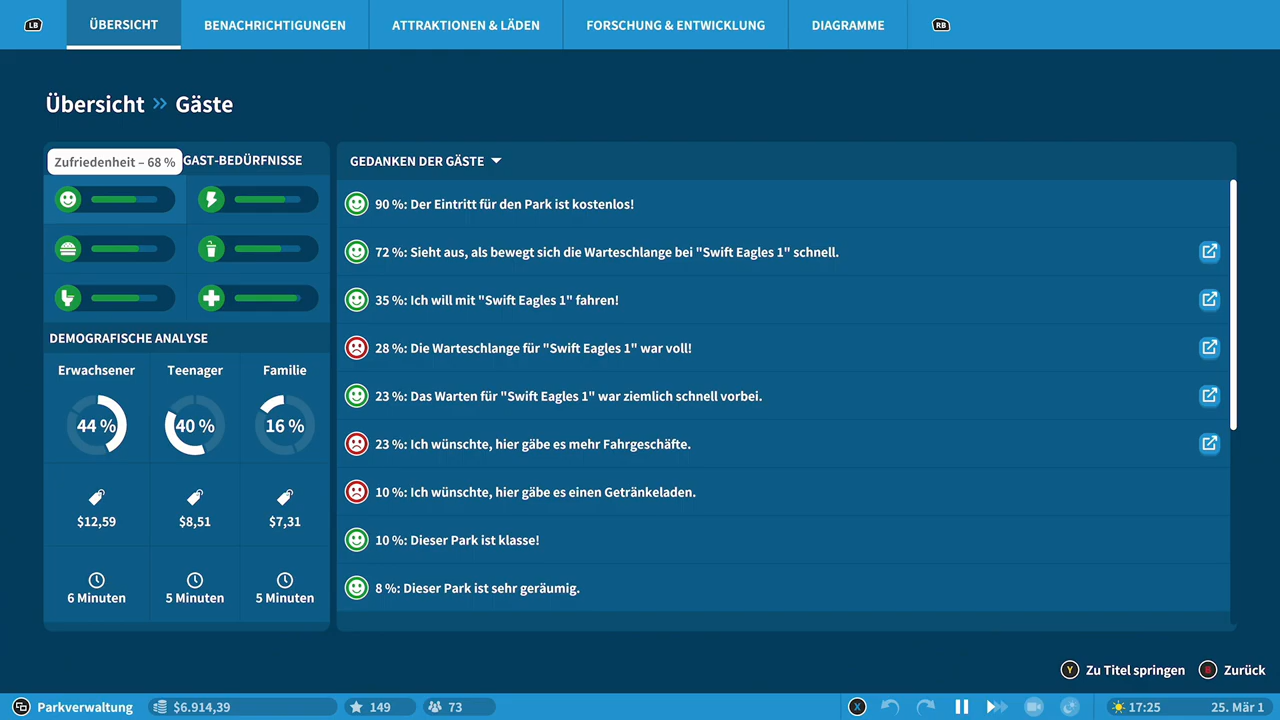 LB
ÜBERSICHT
BENACHRICHTIGUNGEN
ATTRAKTIONEN & LÄDEN
FORSCHUNG & ENTWICKLUNG
DIAGRAMME
RB
Übersicht » Gäste
Zufriedenheit – 68 %
GAST-BEDÜRFNISSE
DEMOGRAFISCHE ANALYSE
Erwachsener
Teenager
Familie
44 %
40 %
16 %
$12,59
$8,51
$7,31
6 Minuten
5 Minuten
5 Minuten
GEDANKEN DER GÄSTE
90 %: Der Eintritt für den Park ist kostenlos!
72 %: Sieht aus, als bewegt sich die Warteschlange bei "Swift Eagles 1" schnell.
35 %: Ich will mit "Swift Eagles 1" fahren!
28 %: Die Warteschlange für "Swift Eagles 1" war voll!
23 %: Das Warten für "Swift Eagles 1" war ziemlich schnell vorbei.
23 %: Ich wünschte, hier gäbe es mehr Fahrgeschäfte.
10 %: Ich wünschte, hier gäbe es einen Getränkeladen.
10 %: Dieser Park ist klasse!
8 %: Dieser Park ist sehr geräumig.
Y Zu Titel springen
B Zurück
Parkverwaltung
$6.914,39
149
73
X
17:25
25. Mär 1